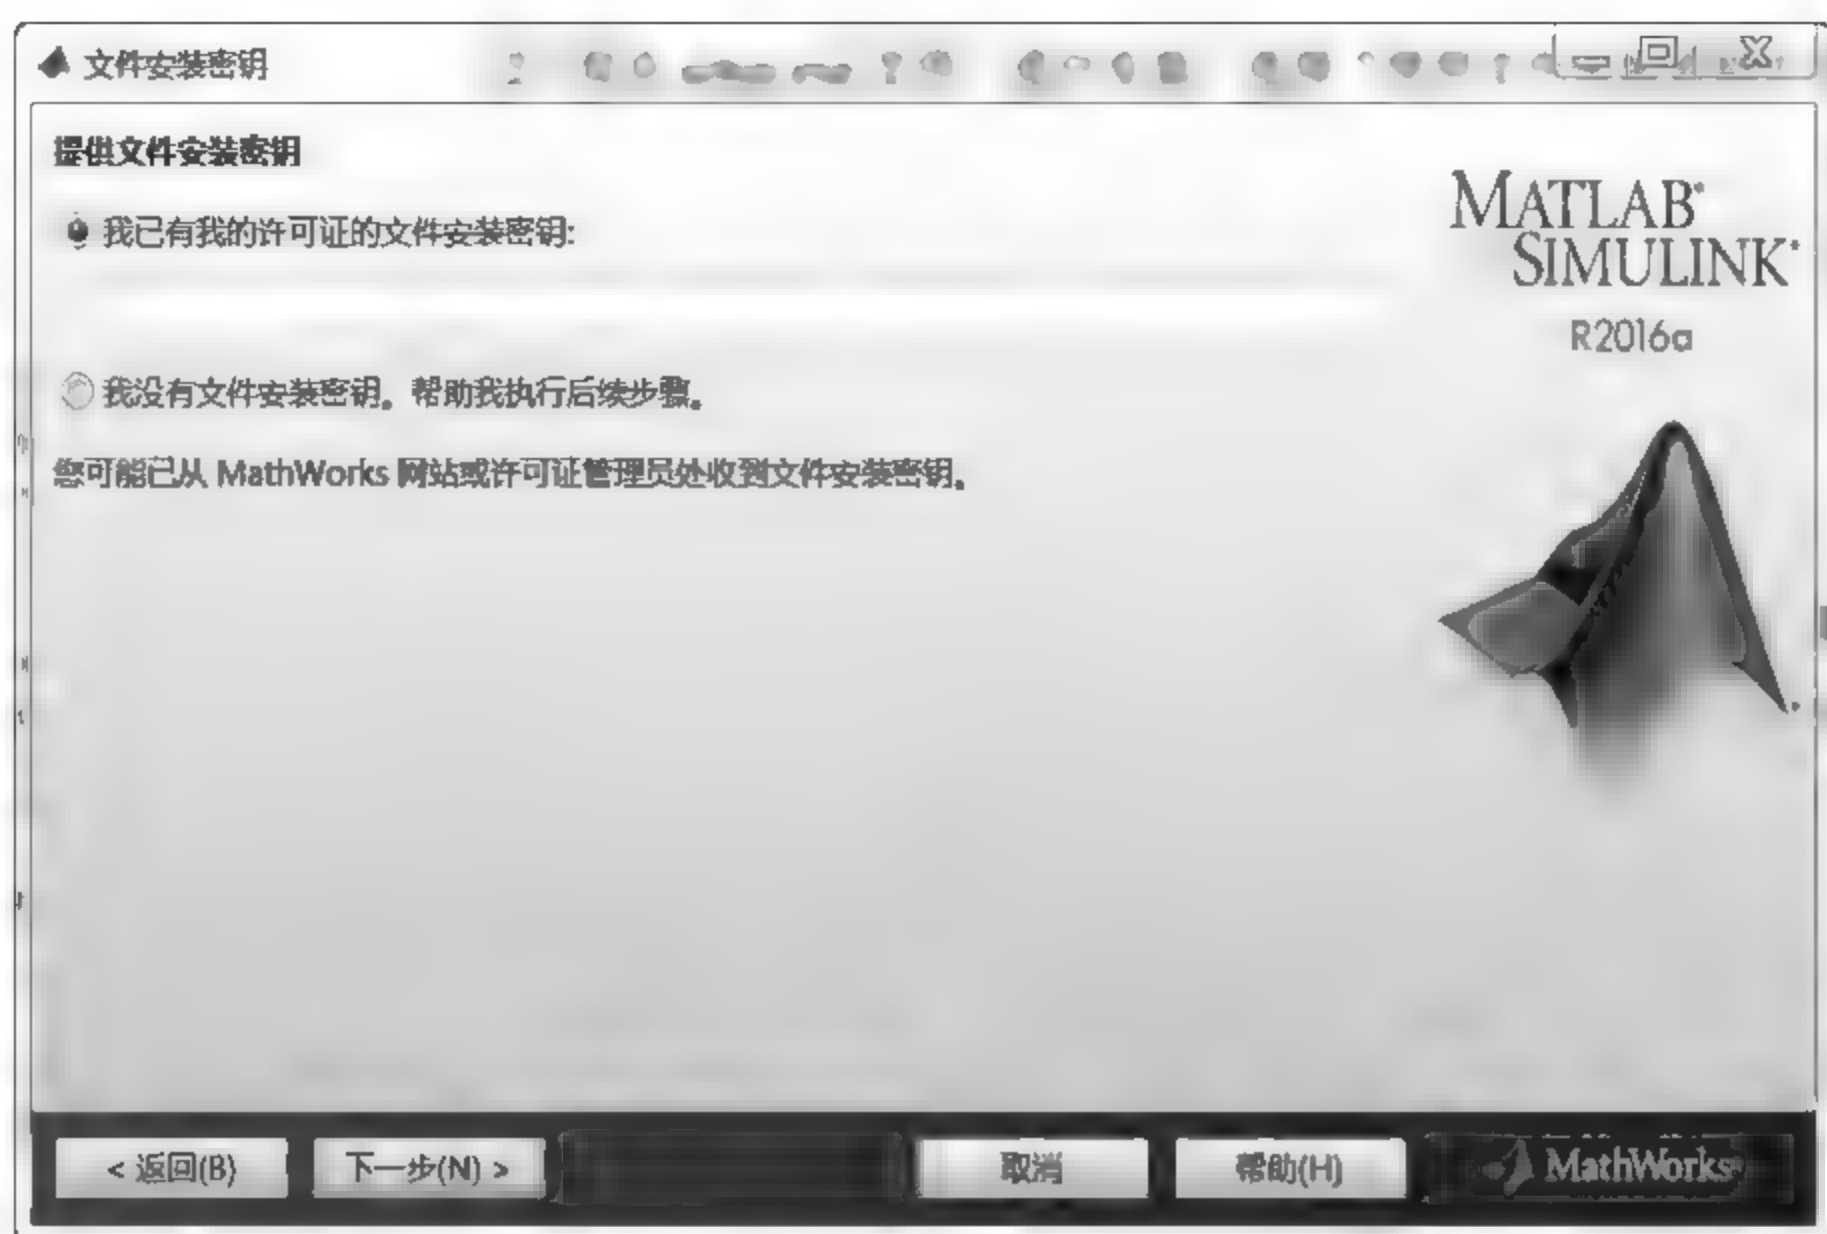 文件安装密钥
提供文件安装密钥
我已有我的许可证的文件安装密钥:
我没有文件安装密钥。帮助我执行后续步骤。
您可能已从 MathWorks 网站或许可证管理员处收到文件安装密钥。
MATLAB
SIMULINK
R2016a
< 返回(B)
下一步(N) >
取消
帮助(H)
MathWorks